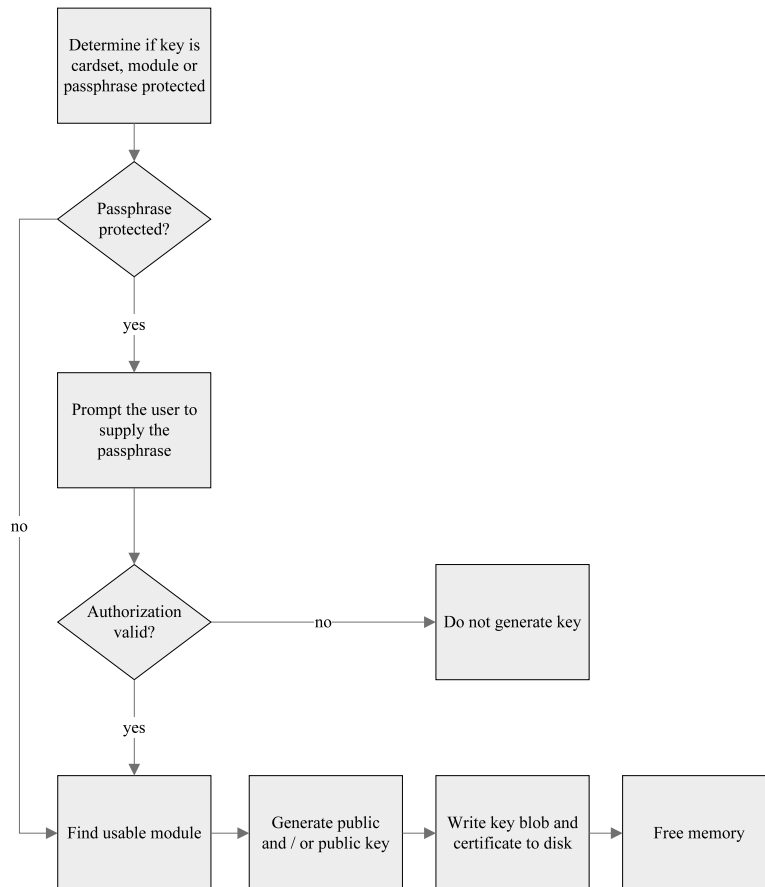 Determine if key is
cardset, module or
passphrase protected
Passphrase
protected?
yes
Prompt the user to
supply the
passphrase
no
Authorization
valid?
no
Do not generate key
yes
Find usable module
Generate public
and / or public key
Write key blob and
certificate to disk
Free memory